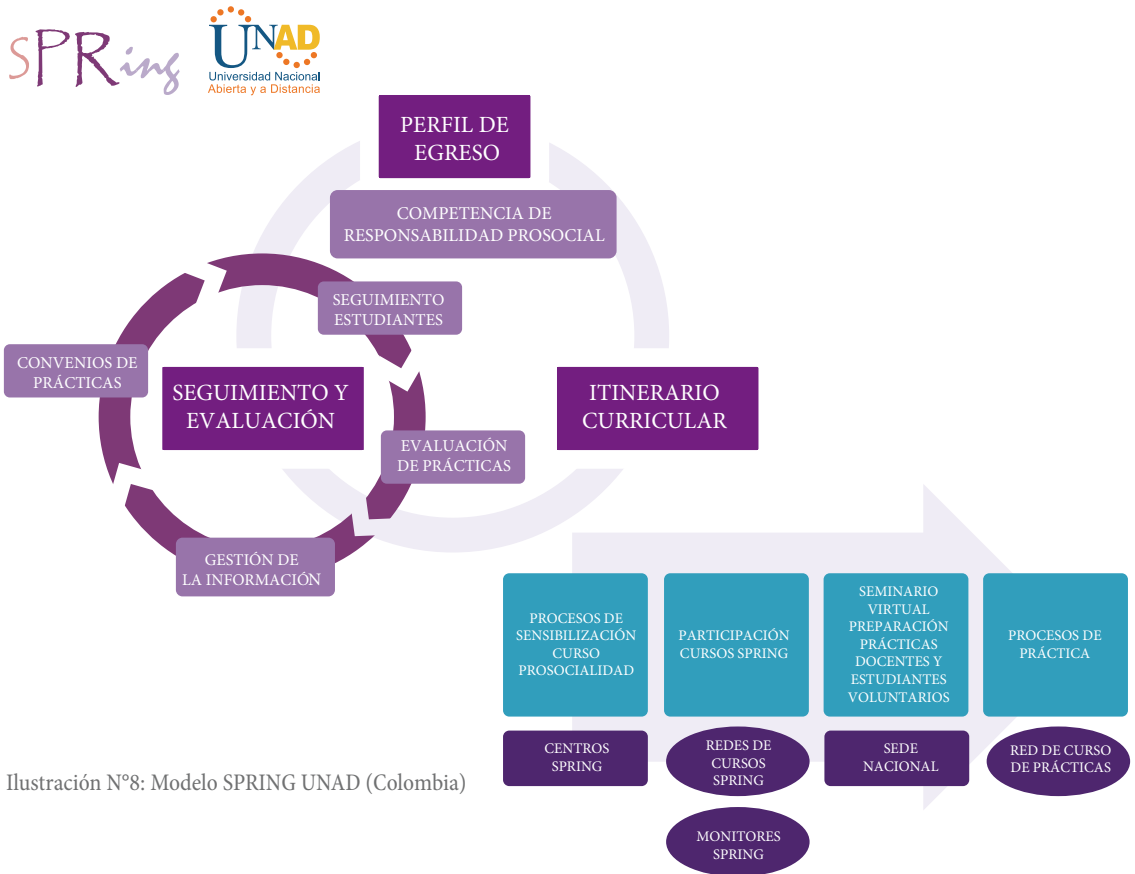 SPRing
UNAD
Universidad Nacional
Abierta y a Distancia
PERFIL DE
EGRESO
COMPETENCIA DE
RESPONSABILIDAD PROSOCIAL
SEGUIMIENTO
ESTUDIANTES
CONVENIOS DE
PRÁCTICAS
SEGUIMIENTO Y
EVALUACIÓN
ITINERARIO
CURRICULAR
EVALUACIÓN
DE PRÁCTICAS
GESTIÓN DE
LA INFORMACIÓN
PROCESOS DE
SENSIBILIZACIÓN
CURSO
PROSOCIALIDAD
PARTICIPACIÓN
CURSOS SPRING
SEMINARIO
VIRTUAL
PREPARACIÓN
PRÁCTICAS
DOCENTES Y
ESTUDIANTES
VOLUNTARIOS
PROCESOS DE
PRÁCTICA
CENTROS
SPRING
REDES DE
CURSOS
SPRING
SEDE
NACIONAL
RED DE CURSO
DE PRÁCTICAS
MONITORES
SPRING
Ilustración N°8: Modelo SPRING UNAD (Colombia)